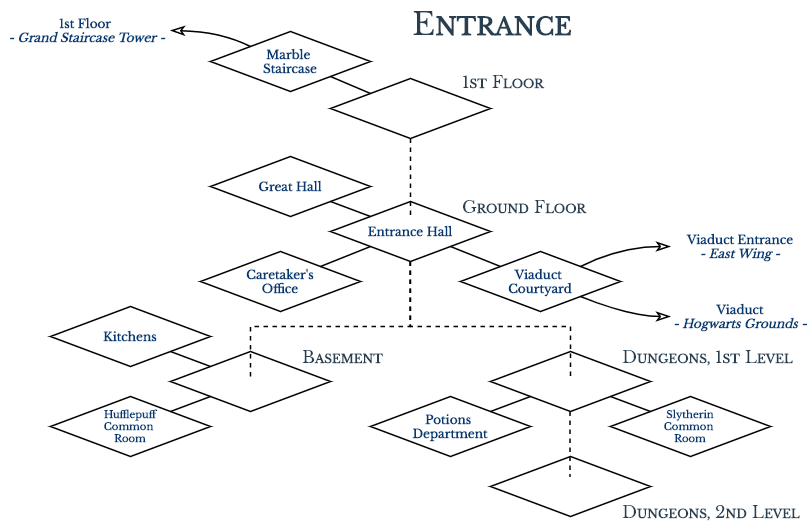 ENTRANCE
1st Floor
- Grand Staircase Tower -
Marble
Staircase
1ST FLOOR
Great Hall
GROUND FLOOR
Entrance Hall
Caretaker's
Office
Viaduct
Courtyard
Viaduct Entrance
- East Wing -
Viaduct
- Hogwarts Grounds -
Kitchens
BASEMENT
Hufflepuff
Common
Room
DUNGEONS, 1ST LEVEL
Potions
Department
Slytherin
Common
Room
DUNGEONS, 2ND LEVEL